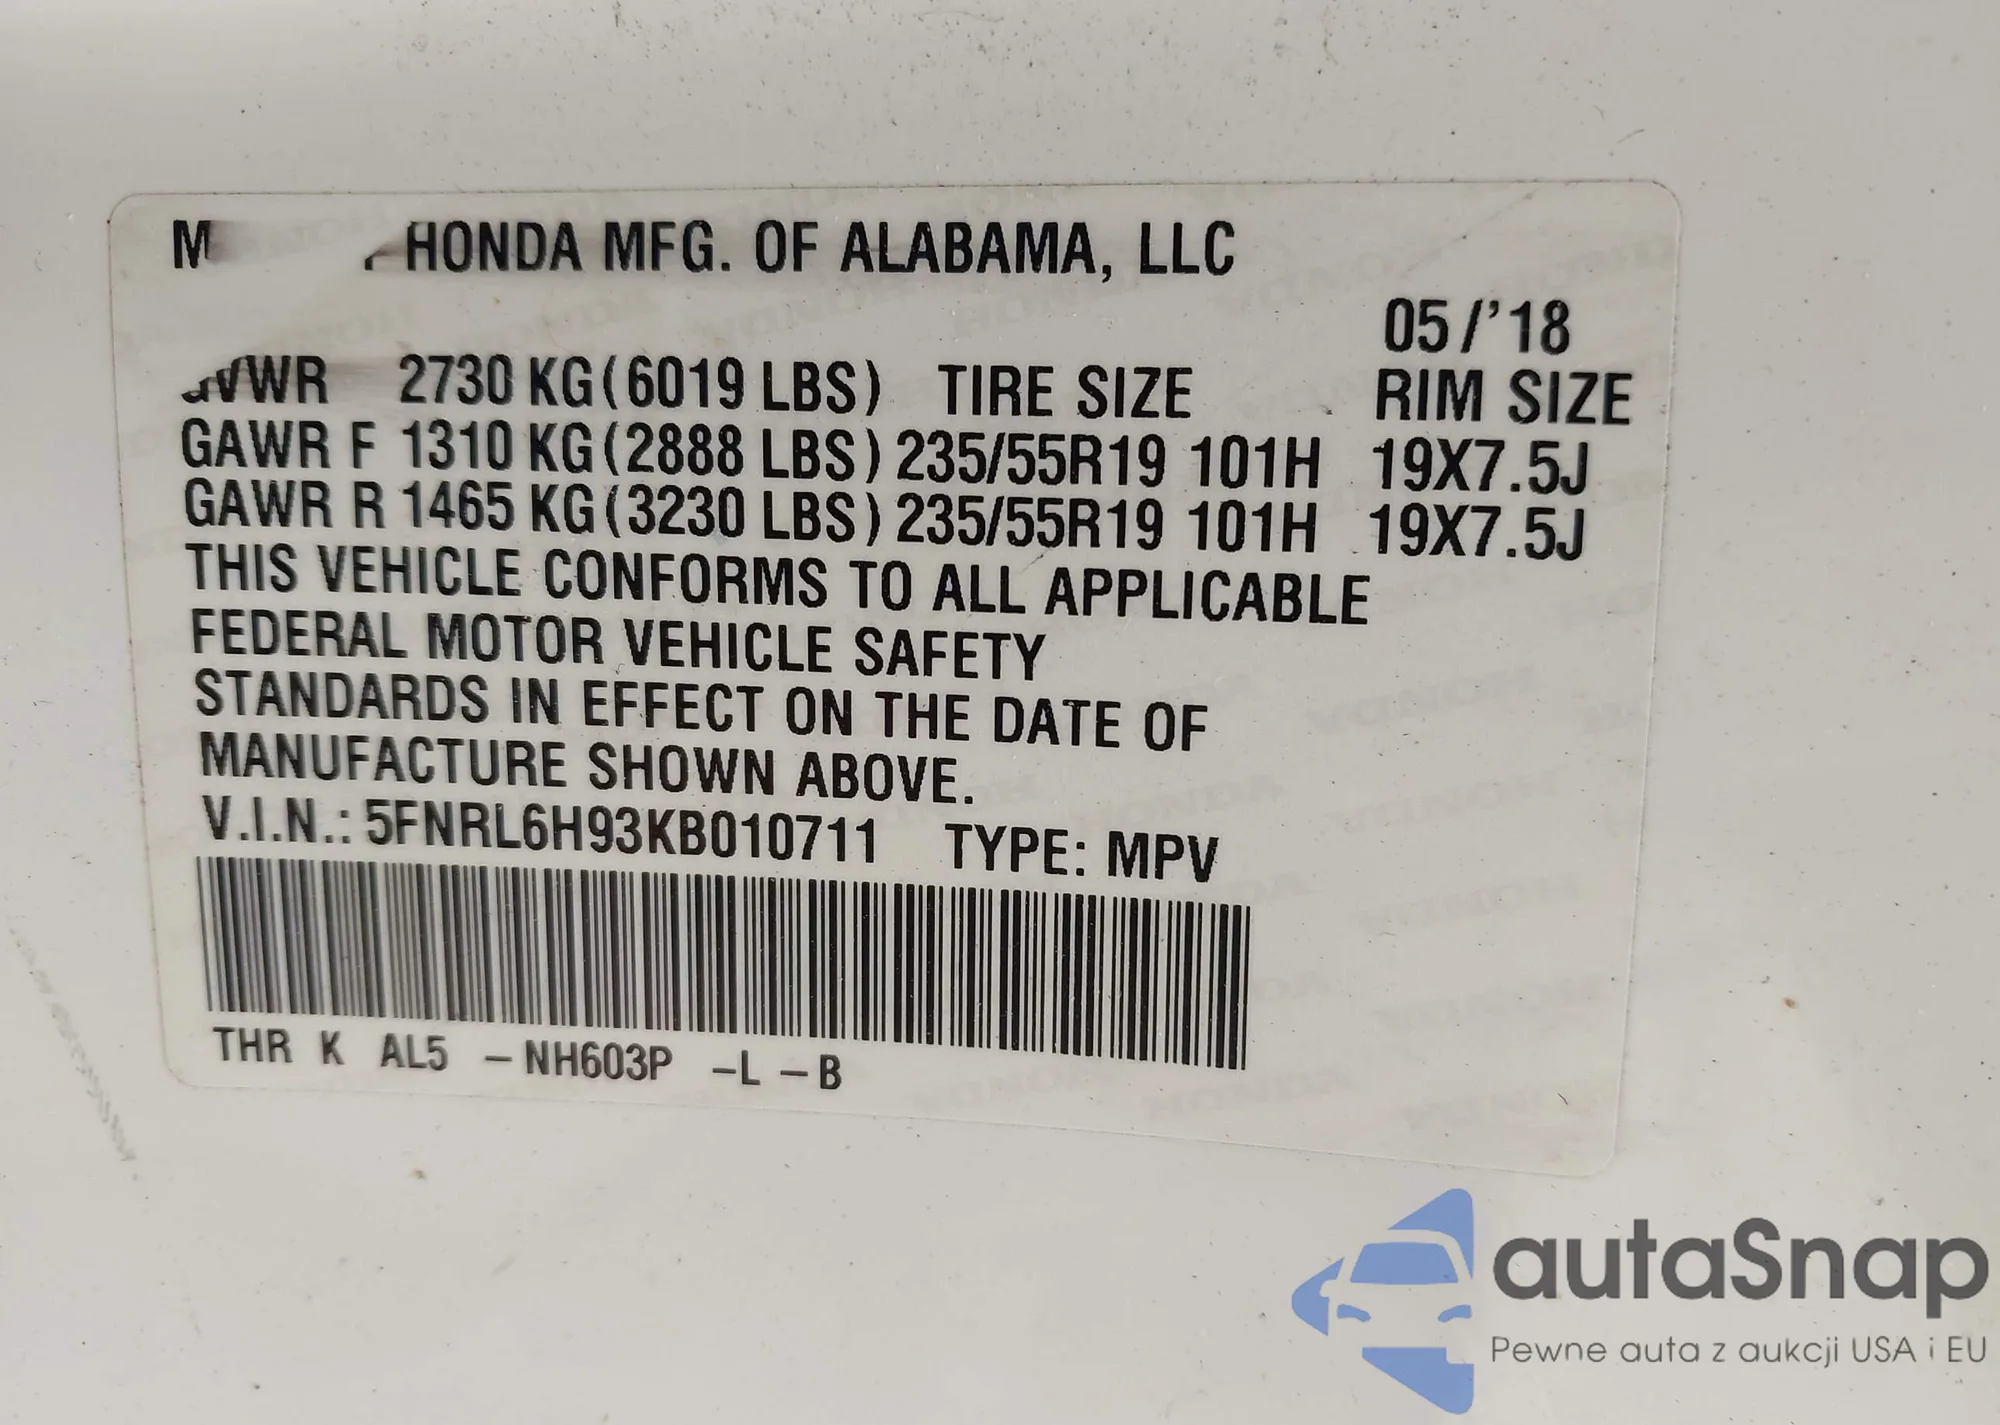 HONDA MFG. OF ALABAMA, LLC
05/'18
GVWR 2730 KG(6019 LBS) TIRE SIZE RIM SIZE
GAWR F 1310 KG(2888 LBS) 235/55R19 101H 19X7.5J
GAWR R 1465 KG(3230 LBS) 235/55R19 101H 19X7.5J
THIS VEHICLE CONFORMS TO ALL APPLICABLE
FEDERAL MOTOR VEHICLE SAFETY
STANDARDS IN EFFECT ON THE DATE OF
MANUFACTURE SHOWN ABOVE.
V.I.N.: 5FNRL6H93KB010711 TYPE: MPV
THR K AL5 -NH603P -L -B
autaSnap
Pewne auta z aukcji USA i EU